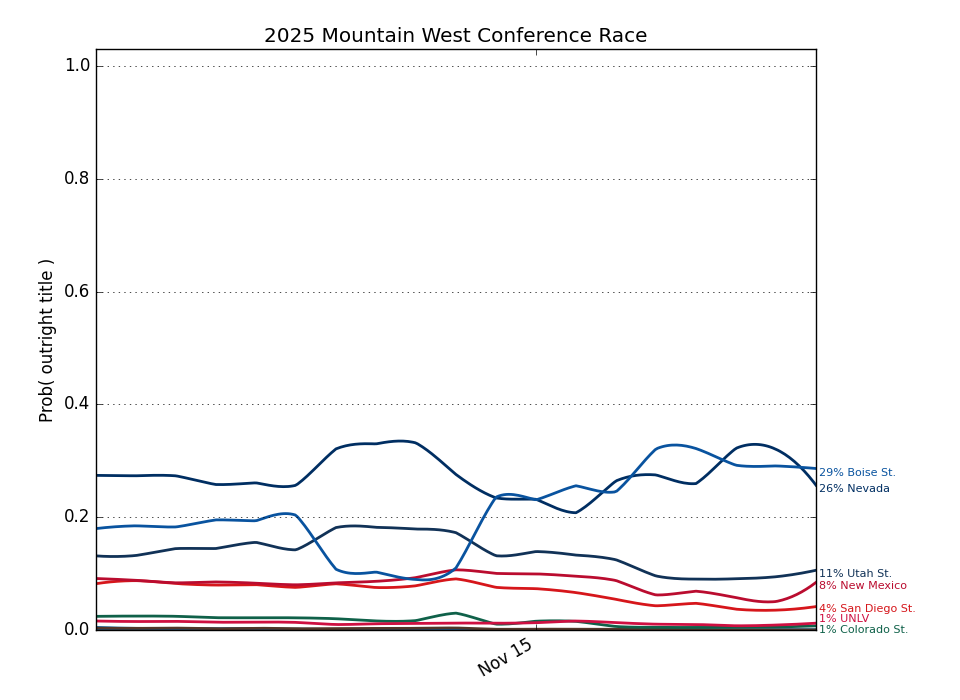 2025 Mountain West Conference Race
1.0
0.8
0.6
0.4
0.2
0.0
Prob( outright title )
Nov 15
29% Boise St.
26% Nevada
11% Utah St.
8% New Mexico
4% San Diego St.
1% UNLV
1% Colorado St.